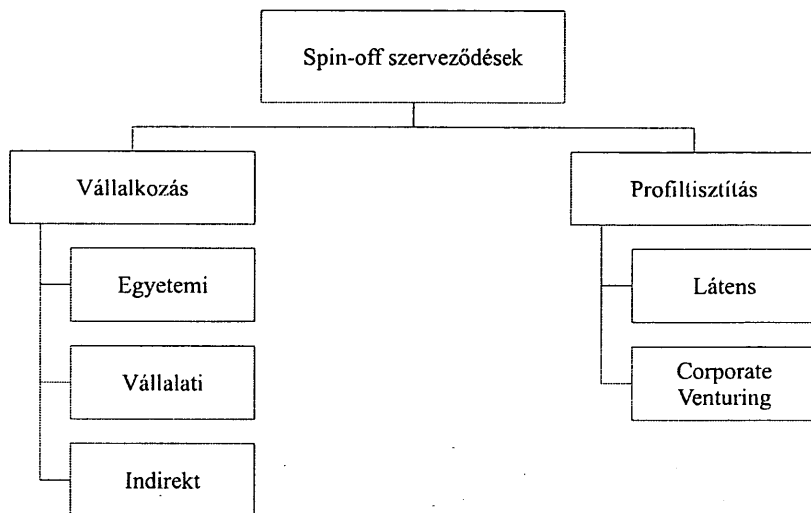 Spin-off szerveződések
Vállalkozás
Profiltisztítás
Egyetemi
Látens
Vállalati
Corporate
Venturing
Indirekt